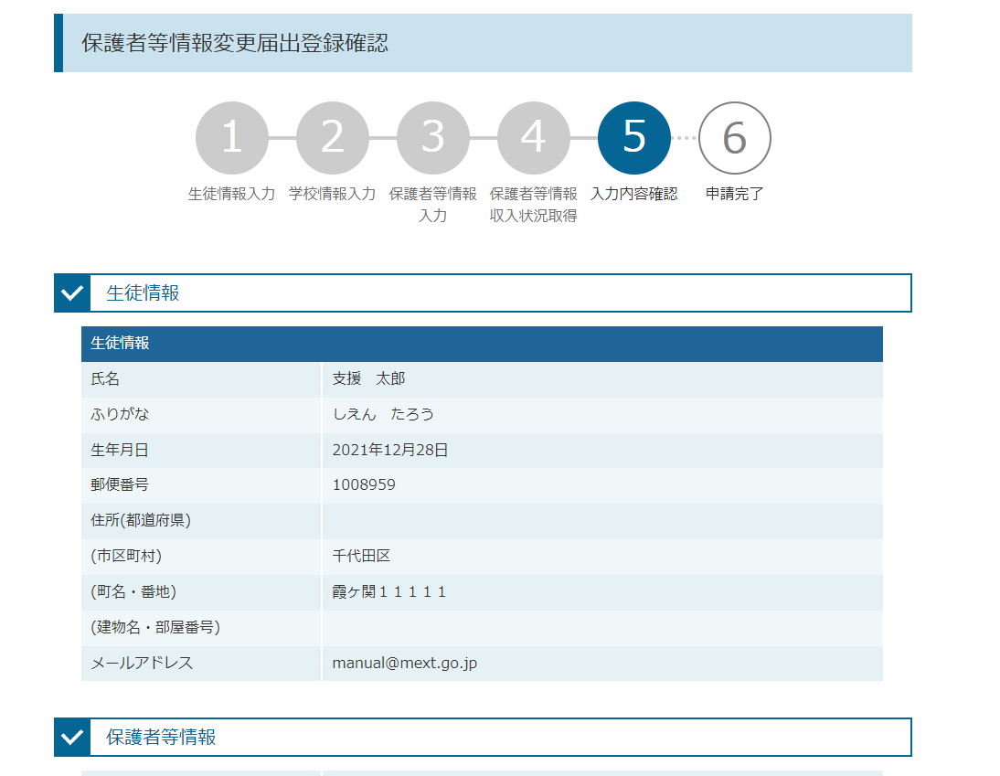 保護者等情報変更届出登録確認
1 2 3 4 5 6
生徒情報入力 学校情報入力 保護者等情報 保護者等情報 入力内容確認 申請完了
入力 収入状況取得
生徒情報
生徒情報
氏名 支援　太郎
ふりがな しえん　たろう
生年月日 2021年12月28日
郵便番号 1008959
住所(都道府県)
(市区町村) 千代田区
(町名・番地) 霞ヶ関１１１１１
(建物名・部屋番号)
メールアドレス manual@mext.go.jp
保護者等情報